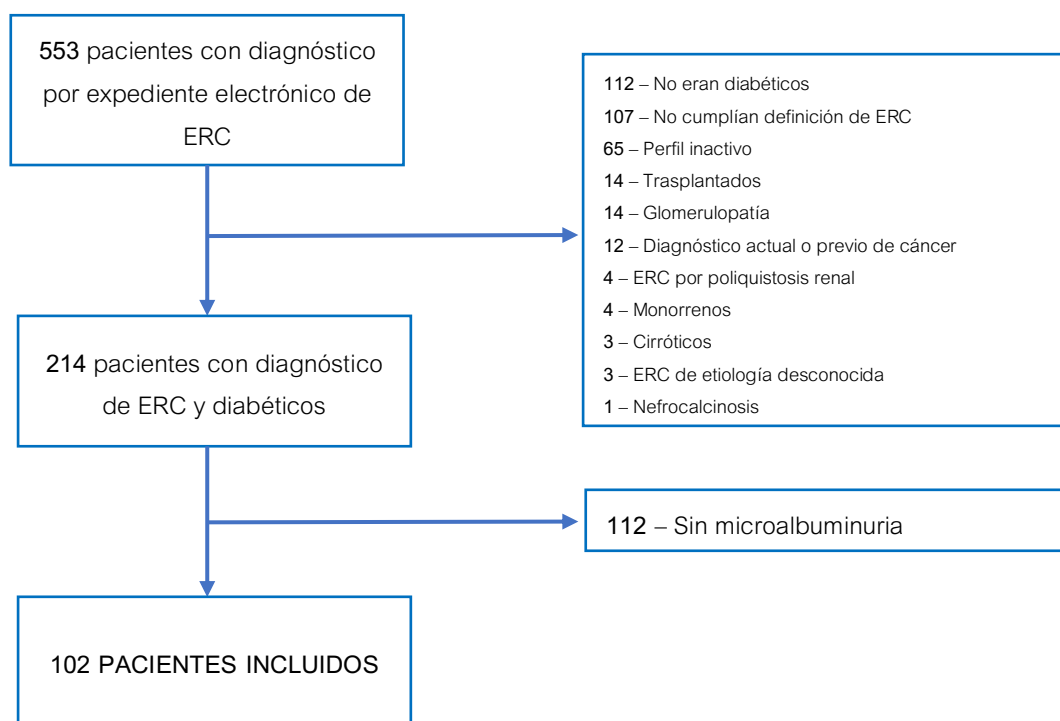 553 pacientes con diagnóstico
por expediente electrónico de
ERC
112 – No eran diabéticos
107 – No cumplían definición de ERC
65 – Perfil inactivo
14 – Trasplantados
14 – Glomerulopatía
12 – Diagnóstico actual o previo de cáncer
4 – ERC por poliquistosis renal
4 – Monorrenos
3 – Cirróticos
3 – ERC de etiología desconocida
1 – Nefrocalcinosis
214 pacientes con diagnóstico
de ERC y diabéticos
112 – Sin microalbuminuria
102 PACIENTES INCLUIDOS